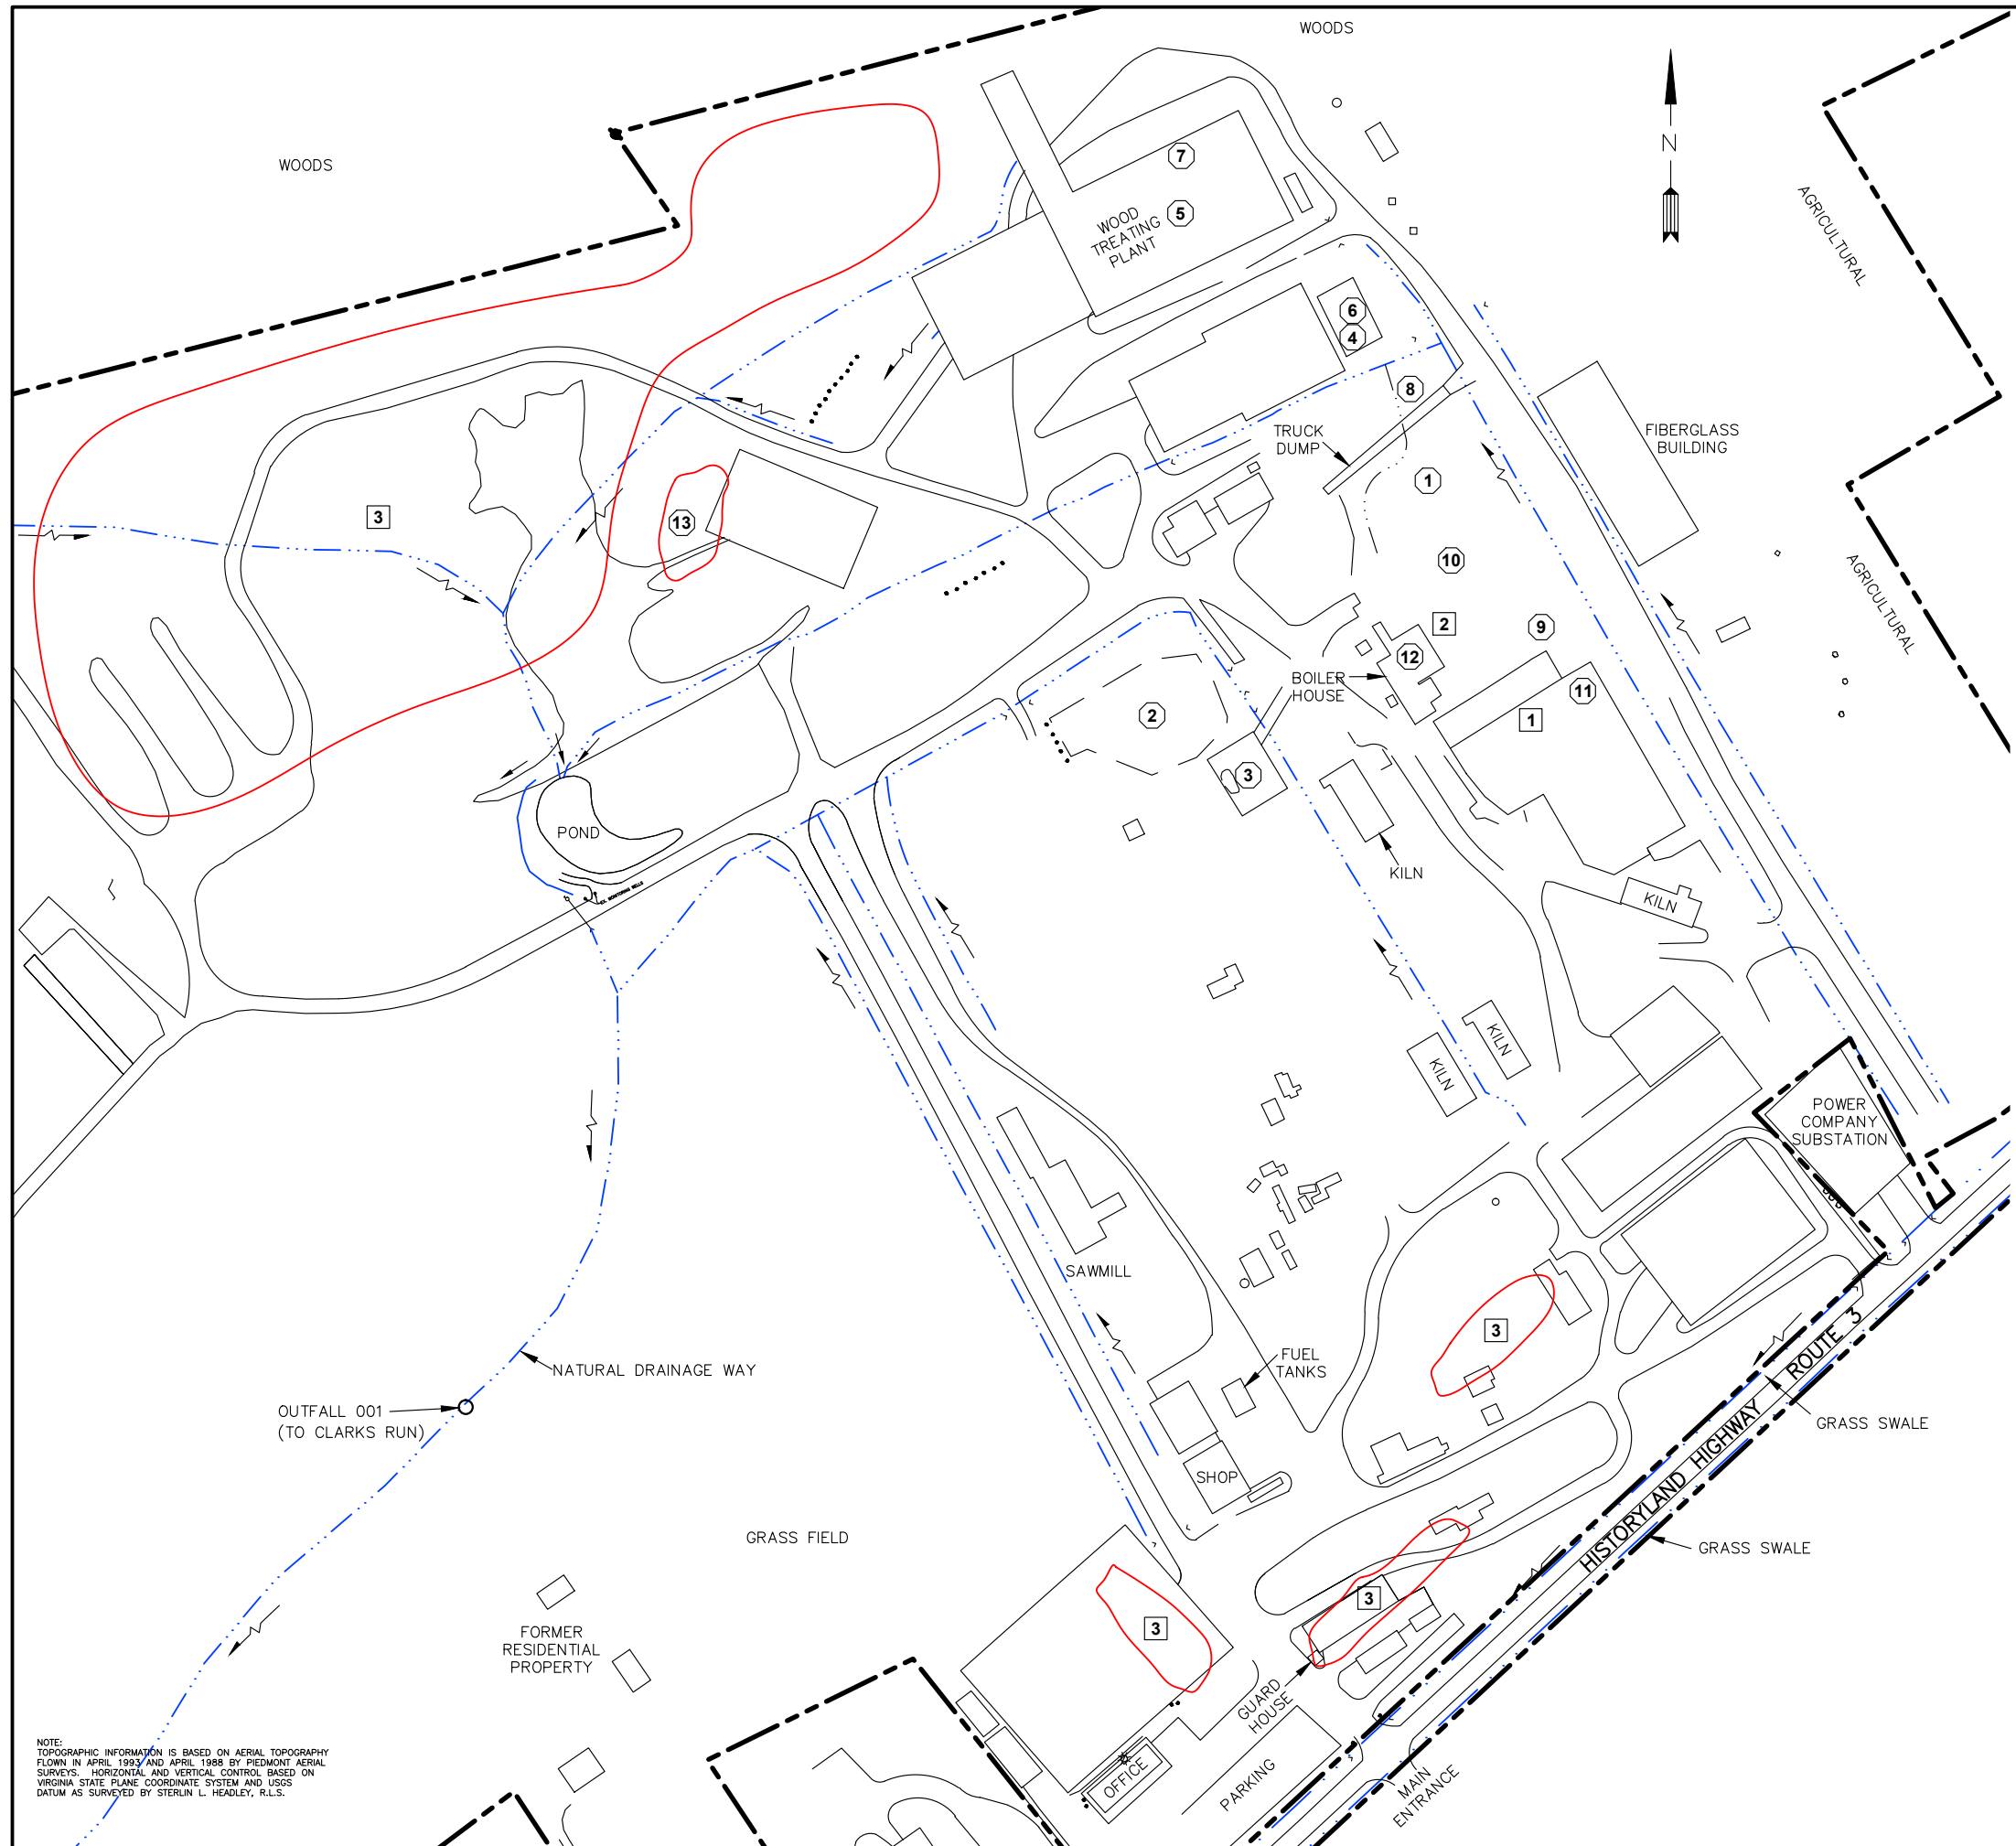 WOODS
WOODS
N
AGRICULTURAL
7
5
WOOD
TREATING
PLANT
6
4
8
TRUCK
DUMP
FIBERGLASS
BUILDING
1
3
13
10
AGRICULTURAL
2
9
12
BOILER
HOUSE
11
2
1
3
POND
KILN
KILN
KILN
KILN
POWER
COMPANY
SUBSTATION
SAWMILL
3
FUEL
TANKS
NATURAL DRAINAGE WAY
OUTFALL 001
(TO CLARKS RUN)
HISTORYLAND HIGHWAY ROUTE 3
GRASS SWALE
SHOP
GRASS FIELD
GRASS SWALE
3
3
FORMER
RESIDENTIAL
PROPERTY
GUARD
HOUSE
OFFICE
PARKING
MAIN
ENTRANCE
NOTE:
TOPOGRAPHIC INFORMATION IS BASED ON AERIAL TOPOGRAPHY
FLOWN IN APRIL 1993 AND APRIL 1988 BY PIEDMONT AERIAL
SURVEYS. HORIZONTAL AND VERTICAL CONTROL BASED ON
VIRGINIA STATE PLANE COORDINATE SYSTEM AND USGS
DATUM AS SURVEYED BY STERLIN L. HEADLEY, R.L.S.
MONITORING WELLS